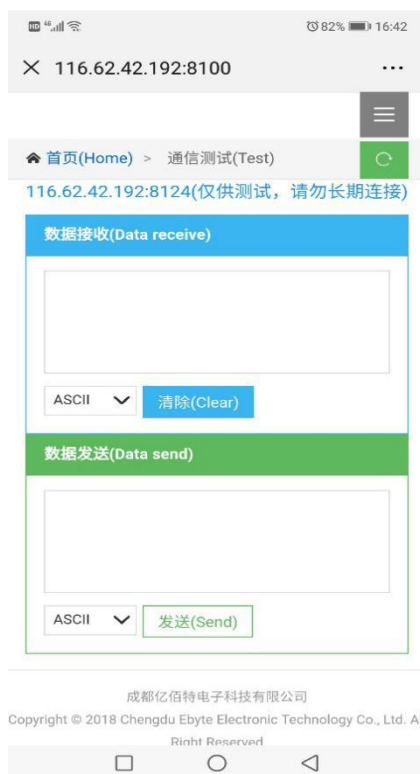 HD 4G 82% 16:42
116.62.42.192:8100
首页(Home) > 通信测试(Test)
116.62.42.192:8124(仅供测试，请勿长期连接)
数据接收(Data receive)
ASCII 清除(Clear)
数据发送(Data send)
ASCII 发送(Send)
成都亿佰特电子科技有限公司
Copyright © 2018 Chengdu Ebyte Electronic Technology Co., Ltd. A
Right Reserved